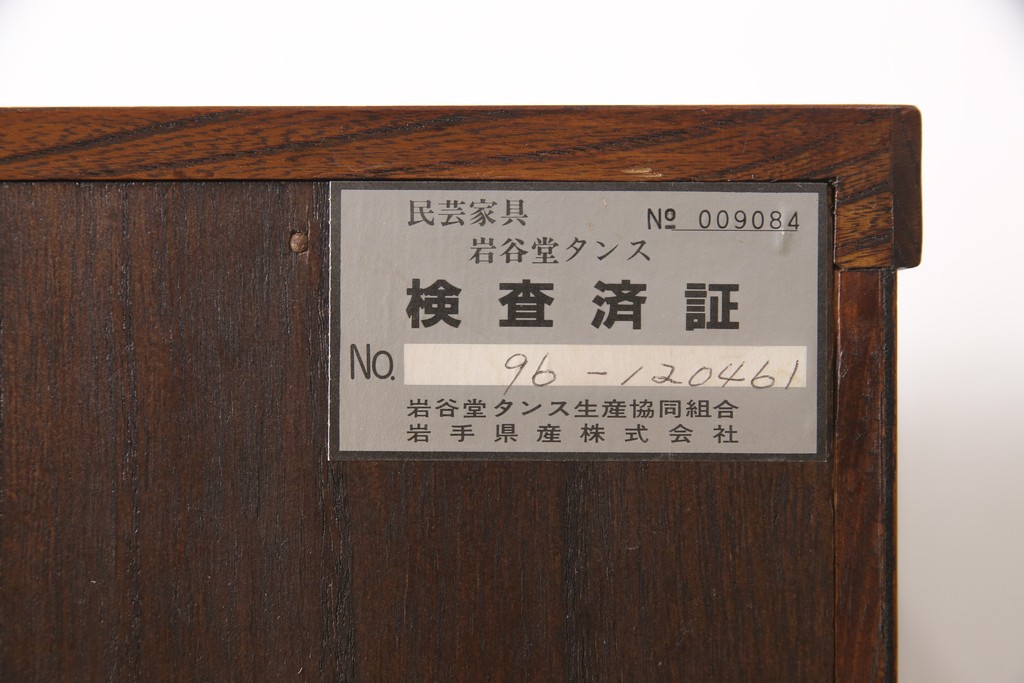 民芸家具
№ 009084
岩谷堂タンス
検査済証
No. 96-120461
岩谷堂タンス生産協同組合
岩手県産株式会社